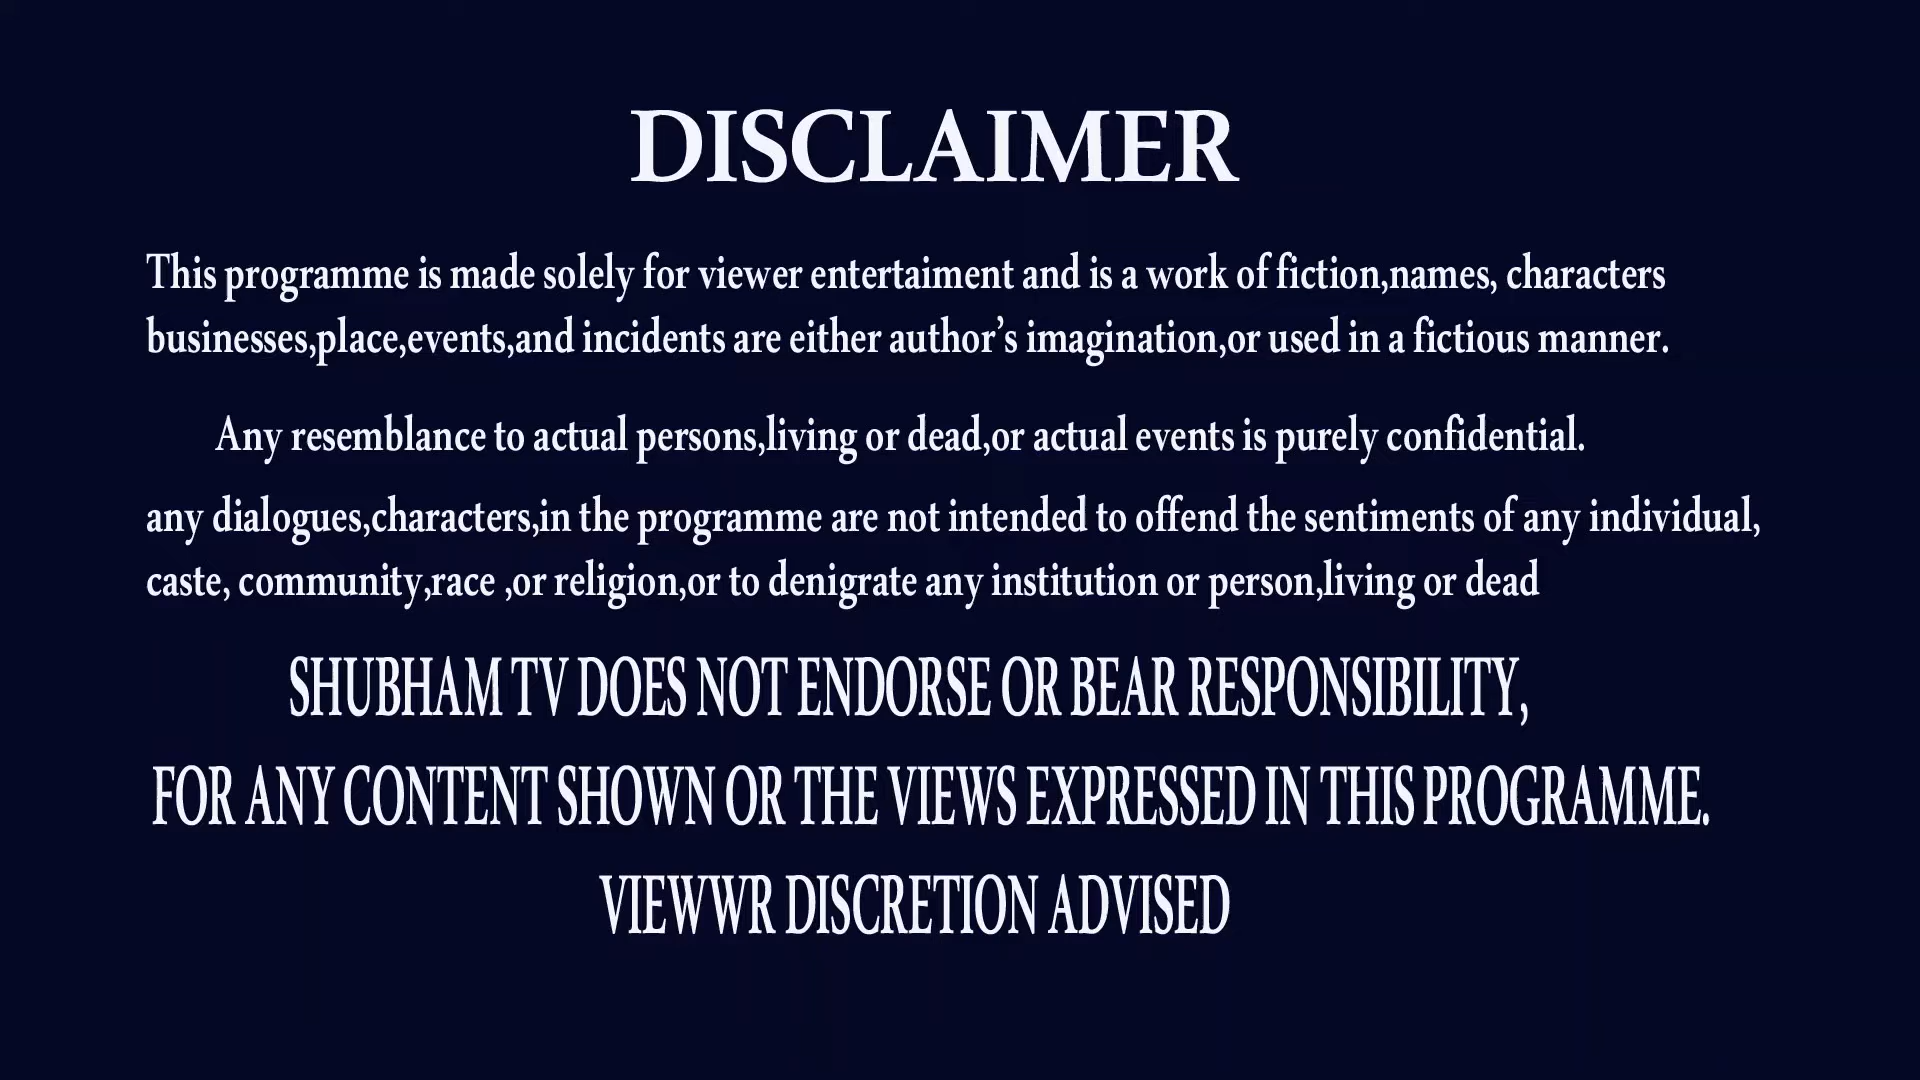 DISCLAIMER
This programme is made solely for viewer entertaiment and is a work of fiction,names, characters
businesses,place,events,and incidents are either author’s imagination,or used in a fictious manner.
Any resemblance to actual persons,living or dead,or actual events is purely confidential.
any dialogues,characters,in the programme are not intended to offend the sentiments of any individual,
caste, community,race ,or religion,or to denigrate any institution or person,living or dead
SHUBHAM TV DOES NOT ENDORSE OR BEAR RESPONSIBILITY,
FOR ANY CONTENT SHOWN OR THE VIEWS EXPRESSED IN THIS PROGRAMME.
VIEWWR DISCRETION ADVISED